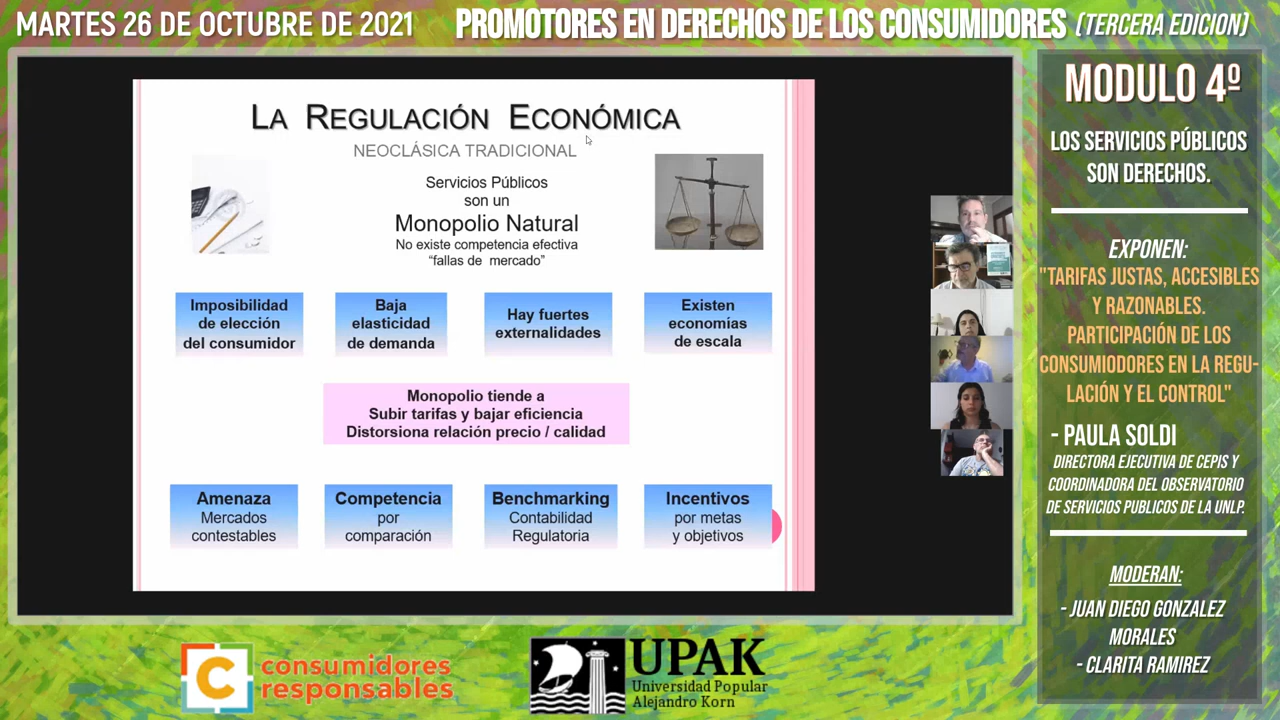 MARTES 26 DE OCTUBRE DE 2021
PROMOTORES EN DERECHOS DE LOS CONSUMIDORES (TERCERA EDICION)
LA REGULACIÓN ECONÓMICA
NEOCLÁSICA TRADICIONAL
Servicios Públicos
son un
Monopolio Natural
No existe competencia efectiva
“fallas de mercado”
Imposibilidad
de elección
del consumidor
Baja
elasticidad
de demanda
Hay fuertes
externalidades
Existen
economías
de escala
Monopolio tiende a
Subir tarifas y bajar eficiencia
Distorsiona relación precio / calidad
Amenaza
Mercados
contestables
Competencia
por
comparación
Benchmarking
Contabilidad
Regulatoria
Incentivos
por metas
y objetivos
MODULO 4º
LOS SERVICIOS PÚBLICOS
SON DERECHOS.
EXPONEN:
"TARIFAS JUSTAS, ACCESIBLES
Y RAZONABLES.
PARTICIPACIÓN DE LOS
CONSUMIODORES EN LA REGU-
LACIÓN Y EL CONTROL"
- PAULA SOLDI
DIRECTORA EJECUTIVA DE CEPIS Y
COORDINADORA DEL OBSERVATORIO
DE SERVICIOS PUBLICOS DE LA UNLP.
MODERAN:
- JUAN DIEGO GONZALEZ
MORALES
- CLARITA RAMIREZ
C
consumidores
responsables
UPAK
Universidad Popular
Alejandro Korn